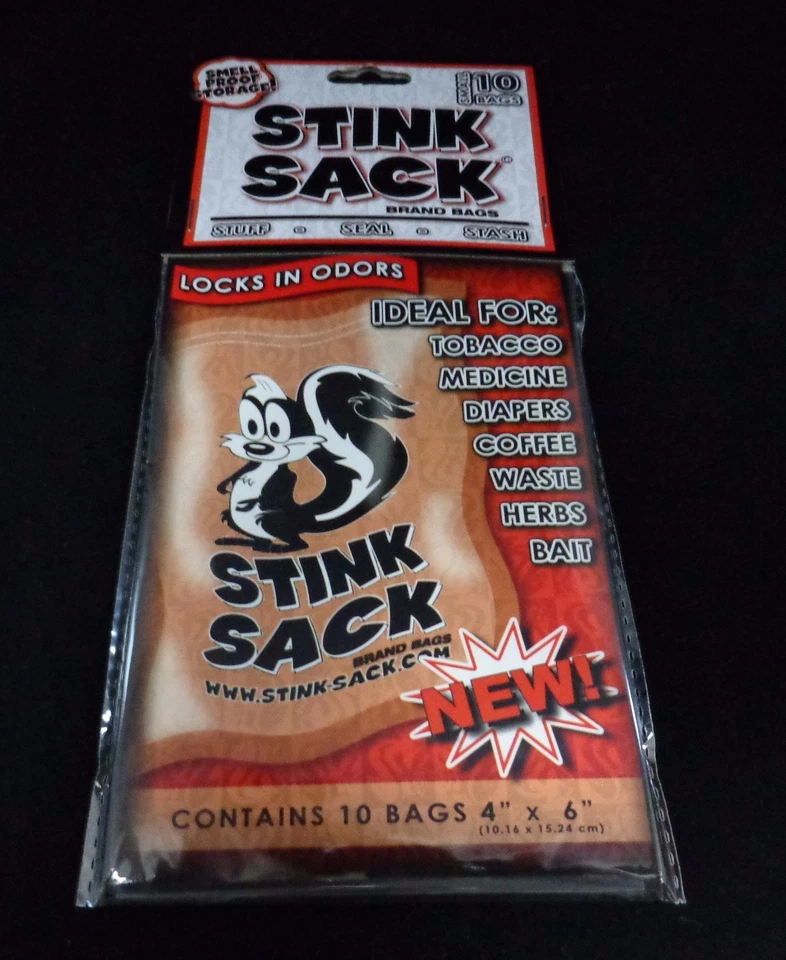 SMELL
PROOF
STORAGE!
SMALL
10
BAGS
STINK
SACK
BRAND BAGS
STUFF SEAL STASH
LOCKS IN ODORS
IDEAL FOR:
TOBACCO
MEDICINE
DIAPERS
COFFEE
WASTE
HERBS
BAIT
STINK
SACK
BRAND BAGS
WWW.STINK-SACK.COM
NEW!
CONTAINS 10 BAGS 4" x 6"
(10.16 x 15.24 cm)